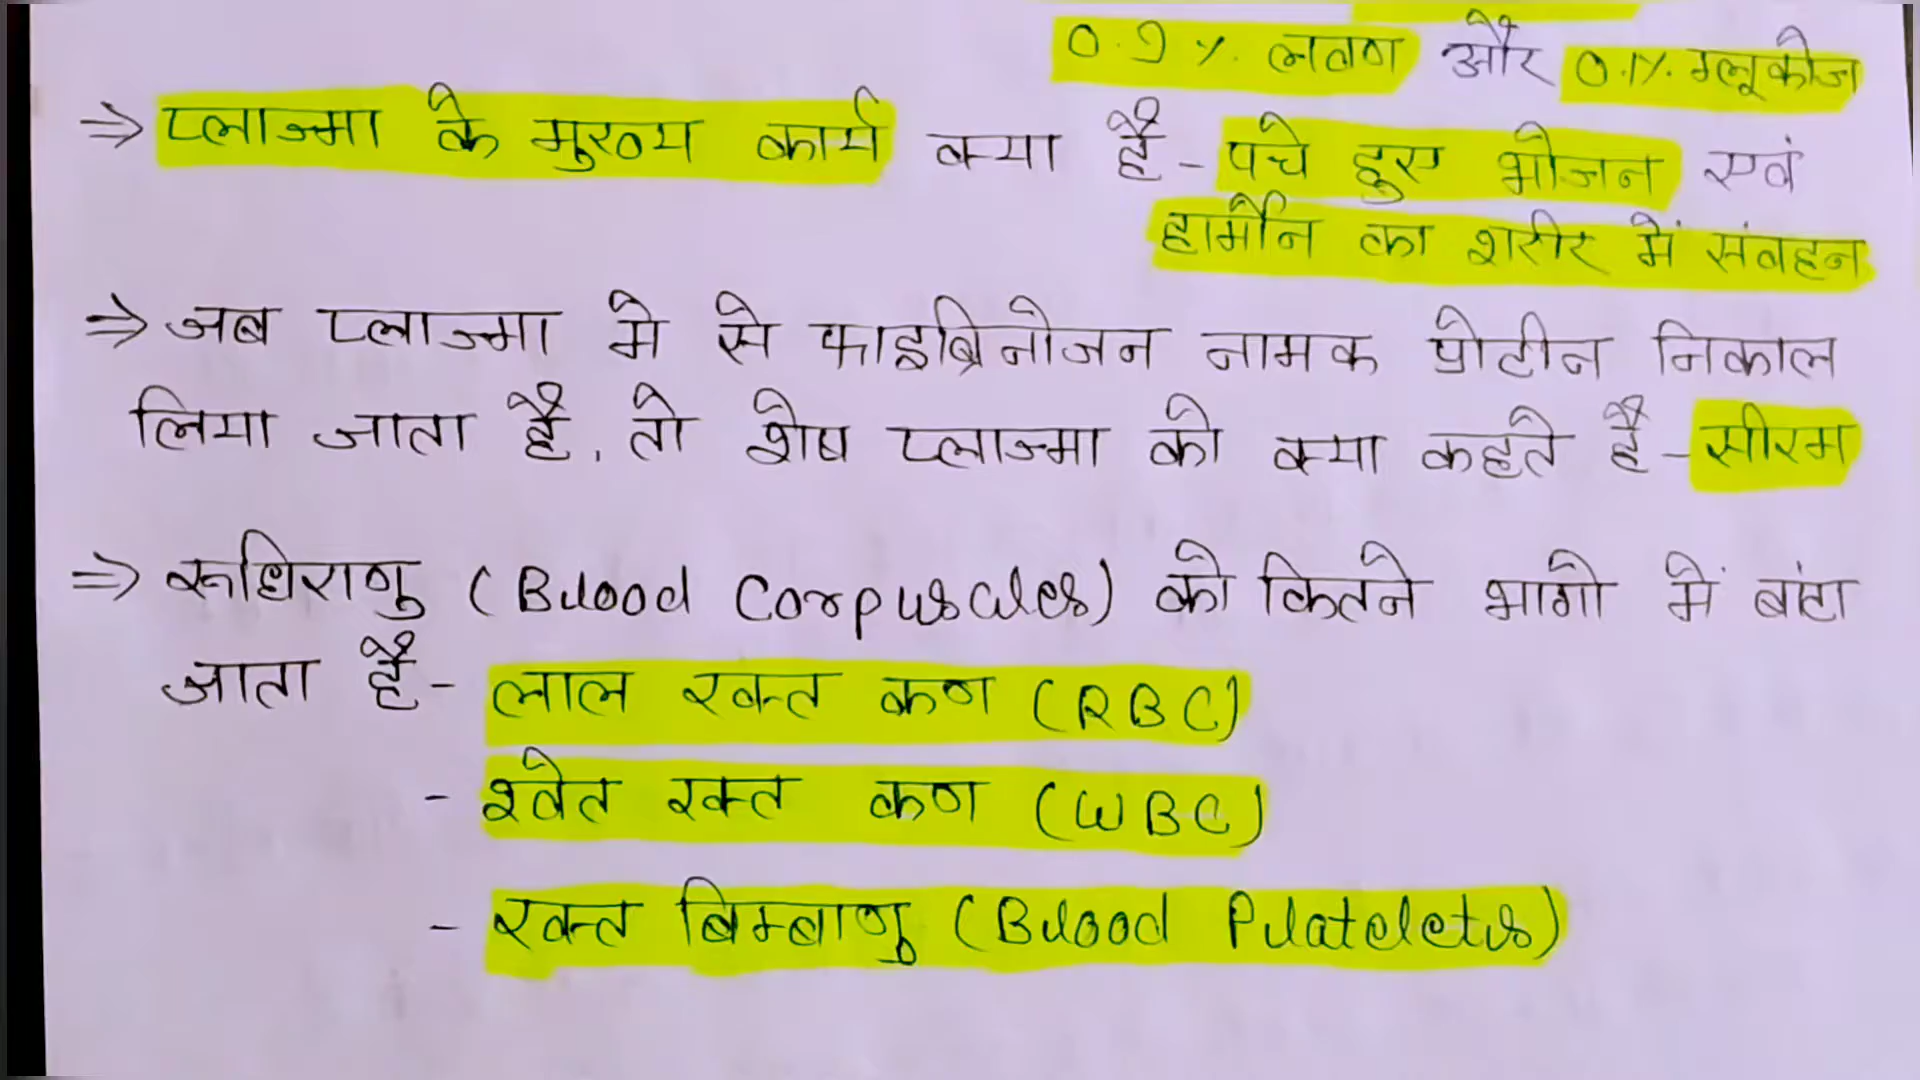 0.9%. लवण और 0.1%. ग्लूकोज
⇒ प्लाज्मा के मुख्य कार्य क्या है - पचे हुए भोजन एवं
हार्मोन का शरीर में संवहन
⇒ जब प्लाज्मा मे से फाइब्रिनोजन नामक प्रोटीन निकाल
लिया जाता है, तो शेष प्लाज्मा को क्या कहते है - सीरम
⇒ रूधिराणु (Blood Corpuscles) को कितने भागो में बांटा
जाता है - लाल रक्त कण (RBC)
- श्वेत रक्त कण (WBC)
- रक्त बिम्बाणु (Blood Plateletus)